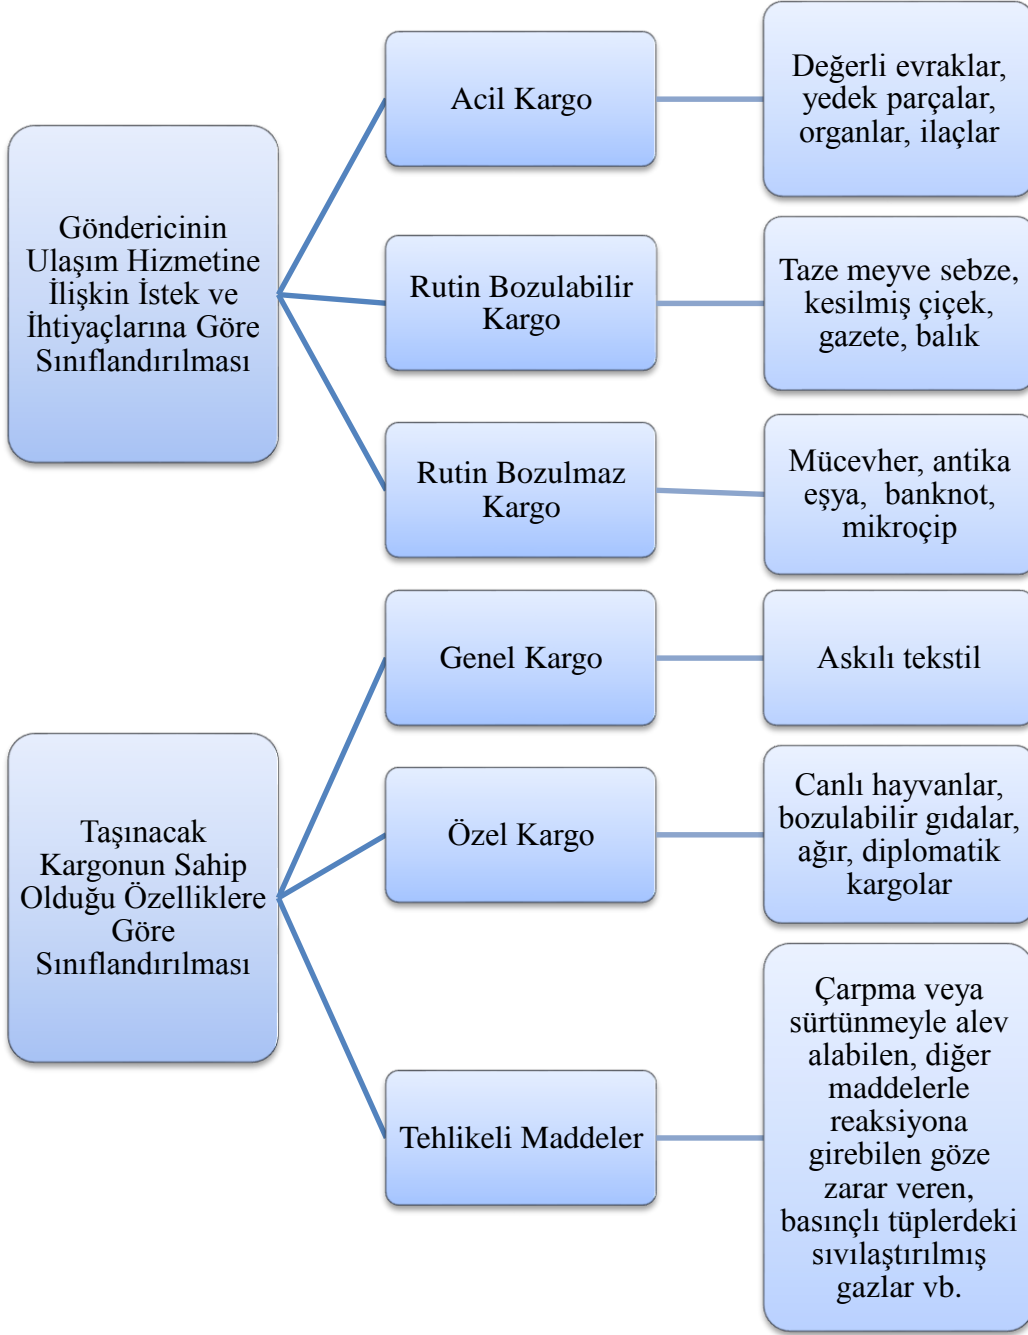 Göndericinin
Ulaşım Hizmetine
İlişkin İstek ve
İhtiyaçlarına Göre
Sınıflandırılması
Acil Kargo
Değerli evraklar,
yedek parçalar,
organlar, ilaçlar
Rutin Bozulabilir
Kargo
Taze meyve sebze,
kesilmiş çiçek,
gazete, balık
Rutin Bozulmaz
Kargo
Mücevher, antika
eşya, banknot,
mikroçip
Taşınacak
Kargonun Sahip
Olduğu Özelliklere
Göre
Sınıflandırılması
Genel Kargo
Askılı tekstil
Özel Kargo
Canlı hayvanlar,
bozulabilir gıdalar,
ağır, diplomatik
kargolar
Tehlikeli Maddeler
Çarpma veya
sürtünmeyle alev
alabilen, diğer
maddelerle
reaksiyona
girebilen göze
zarar veren,
basınçlı tüplerdeki
sıvılaştırılmış
gazlar vb.